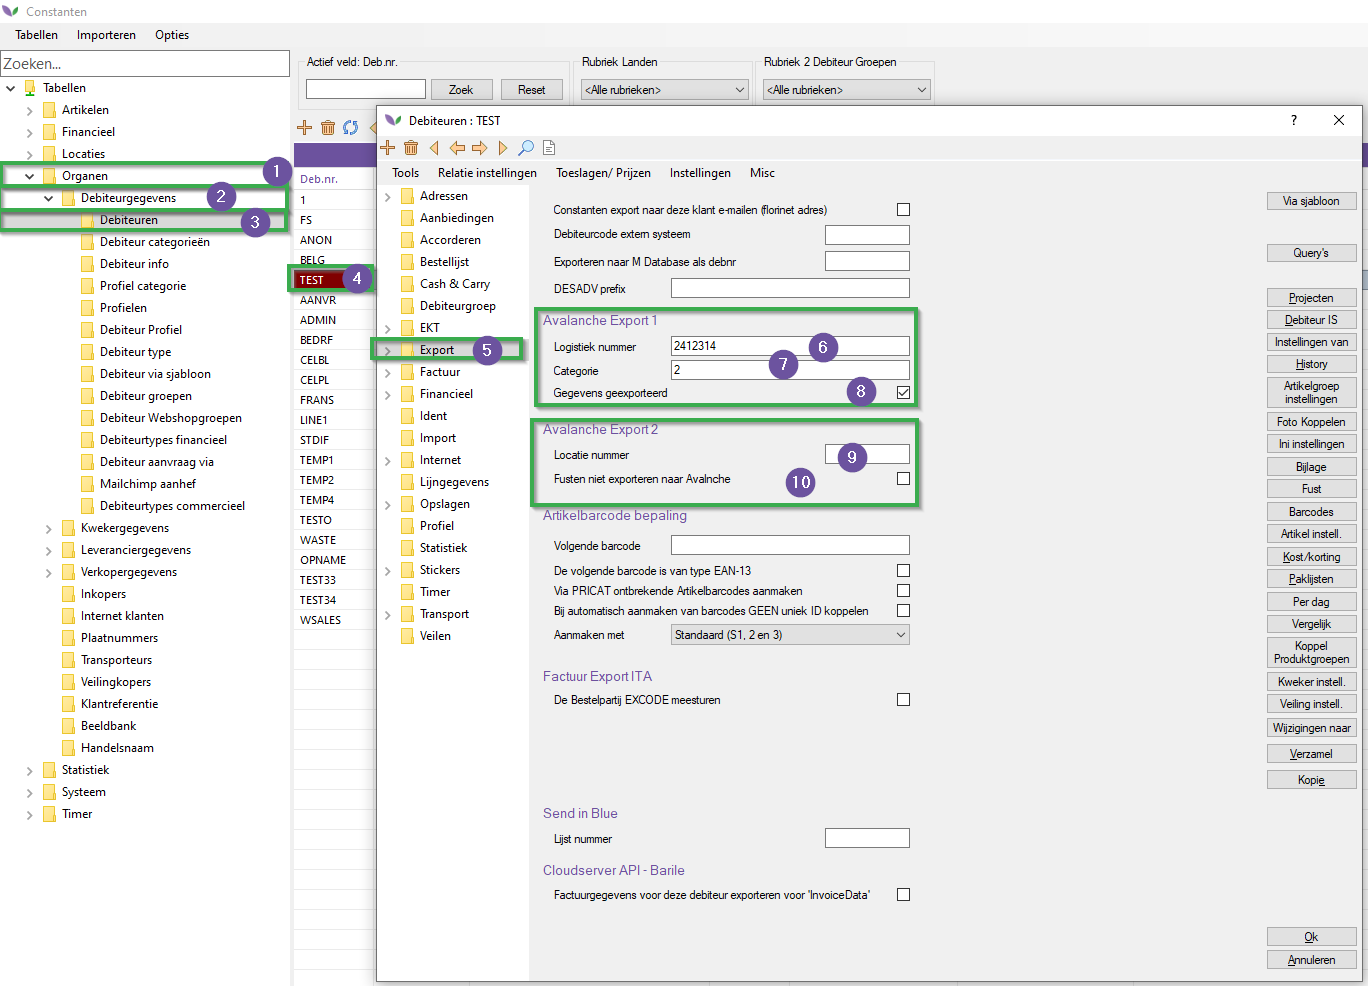 Constanten
Tabellen Importeren Opties
Zoeken...
Tabellen
Artikelen
Financieel
Locaties
Organen 1
Debiteurgegevens 2
Debiteuren 3
Debiteur categorieën
Debiteur info
Profiel categorie
Profielen
Debiteur Profiel
Debiteur type
Debiteur via sjabloon
Debiteur groepen
Debiteur Webshopgroepen
Debiteurtypes financieel
Debiteur aanvraag via
Mailchimp aanhef
Debiteurtypes commercieel
Kwekergegevens
Leveranciergegevens
Verkopergegevens
Inkopers
Internet klanten
Plaatnummers
Transporteurs
Veilingkopers
Klantreferentie
Beeldbank
Handelsnaam
Statistiek
Systeem
Timer
Actief veld: Deb.nr.
Zoek Reset
Rubriek Landen
<Alle rubrieken>
Rubriek 2 Debiteur Groepen
<Alle rubrieken>
Deb.nr.
1
FS
ANON
BELG
TEST 4
AANVR
ADMIN
BEDRF
CELBL
CELPL
FRANS
LINE1
STDIF
TEMP1
TEMP2
TEMP4
TESTO
WASTE
OPNAME
TEST33
TEST34
WSALES
Debiteuren : TEST ?
Tools Relatie instellingen Toeslagen/ Prijzen Instellingen Misc
Adressen
Aanbiedingen
Accorderen
Bestellijst
Cash & Carry
Debiteurgroep
EKT
Export 5
Factuur
Financieel
Ident
Import
Internet
Lijngegevens
Opslagen
Profiel
Statistiek
Stickers
Timer
Transport
Veilen
Constanten export naar deze klant e-mailen (florinet adres)
Debiteurcode extern systeem
Exporteren naar M Database als debnr
DESADV prefix
Avalanche Export 1
Logistiek nummer 2412314 6
Categorie 2 7
Gegevens geexporteerd 8
Avalanche Export 2
Locatie nummer 9
Fusten niet exporteren naar Avalnche 10
Artikelbarcode bepaling
Volgende barcode
De volgende barcode is van type EAN-13
Via PRICAT ontbrekende Artikelbarcodes aanmaken
Bij automatisch aanmaken van barcodes GEEN uniek ID koppelen
Aanmaken met Standaard (S1, 2 en 3)
Factuur Export ITA
De Bestelpartij EXCODE meesturen
Send in Blue
Lijst nummer
Cloudserver API - Barile
Factuurgegevens voor deze debiteur exporteren voor 'InvoiceData'
Via sjabloon
Query's
Projecten
Debiteur IS
Instellingen van
History
Artikelgroep
instellingen
Foto Koppelen
Ini instellingen
Bijlage
Fust
Barcodes
Artikel instell.
Kost/korting
Paklijsten
Per dag
Vergelijk
Koppel
Produktgroepen
Kweker instell.
Veiling instell.
Wijzigingen naar
Verzamel
Kopie
Ok
Annuleren